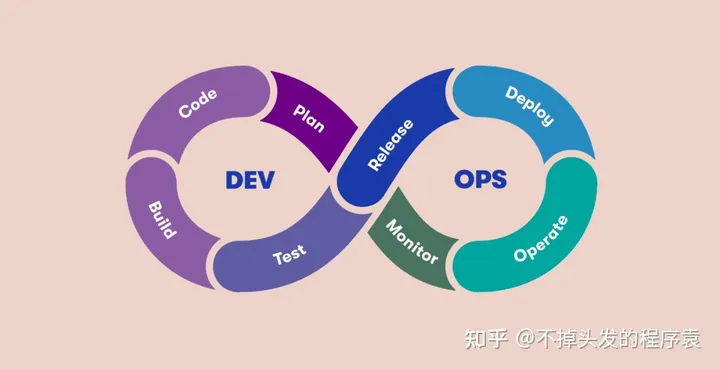 Code
Plan
Release
Deploy
DEV
OPS
Build
Test
Monitor
Operate
知乎 @不掉头发的程序袁